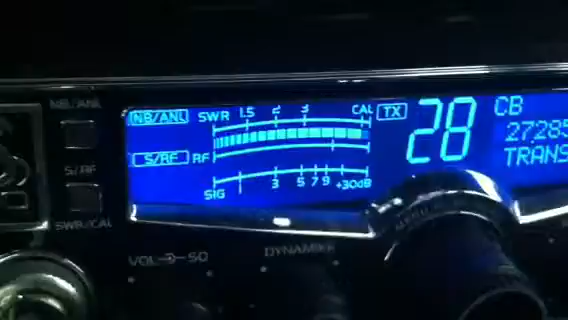 NB/ANL
NB/ANL SWR 1.5 2 3 CAL TX 28 CB
27285
S/RF RF TRANS
S/RF
SIG 3 5 7 9 +30dB
SWR/CAL
MENU
VOL SQ DYNAMIKE